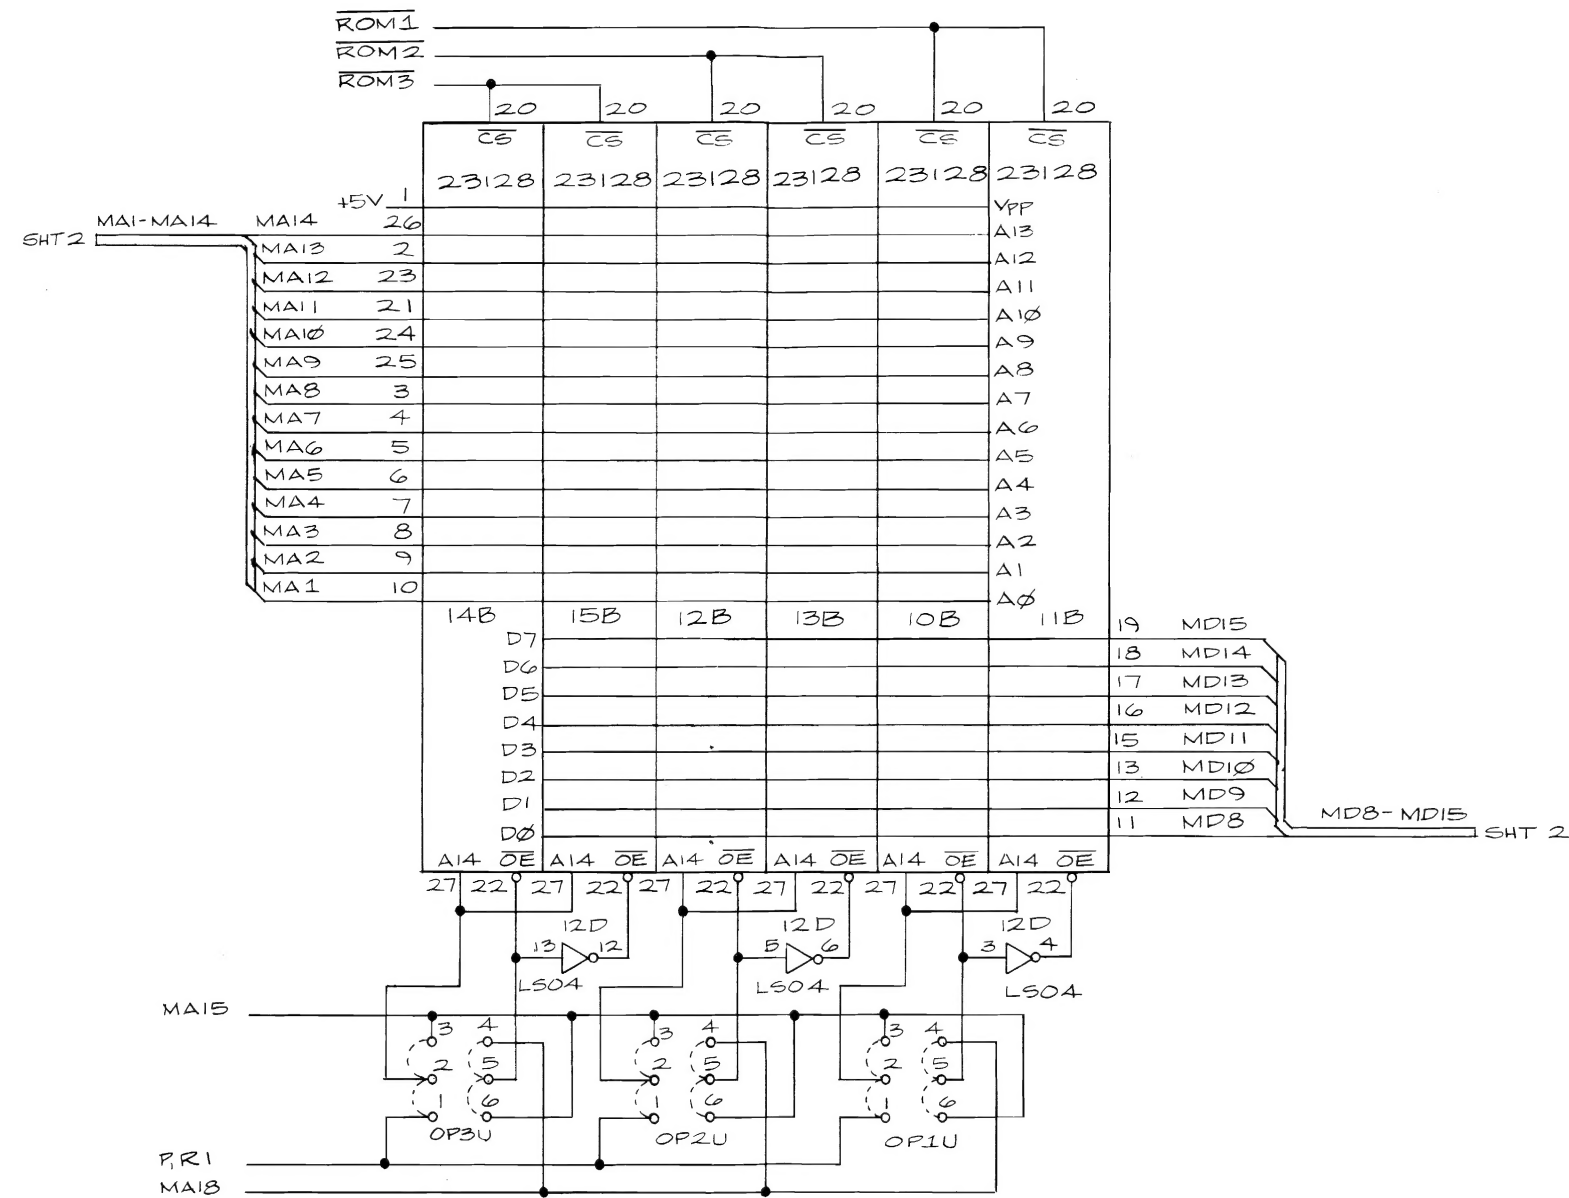 ROM1
ROM2
ROM3
20 20 20 20 20 20
CS CS CS CS CS CS
23128 23128 23128 23128 23128 23128
+5V 1 VPP
MA1-MA14 MA14 26 A13
SHT 2
MA13 2 A12
MA12 23 A11
MA11 21 A1Ø
MA1Ø 24 A9
MA9 25 A8
MA8 3 A7
MA7 4 A6
MA6 5 A5
MA5 6 A4
MA4 7 A3
MA3 8 A2
MA2 9 A1
MA1 10 AØ
14B 15B 12B 13B 10B 11B
D7 19 MD15
D6 18 MD14
D5 17 MD13
D4 16 MD12
D3 15 MD11
D2 13 MD1Ø
D1 12 MD9
DØ 11 MD8
MD8-MD15
SHT 2
A14 OE A14 OE A14 OE A14 OE A14 OE A14 OE
27 22 27 22 27 22 27 22 27 22 27 22
12D 12D 12D
13 12 5 6 3 4
LS04 LS04 LS04
MA15
3 4 3 4 3 4
2 5 2 5 2 5
1 6 1 6 1 6
OP3U OP2U OP1U
P,R1
MA18